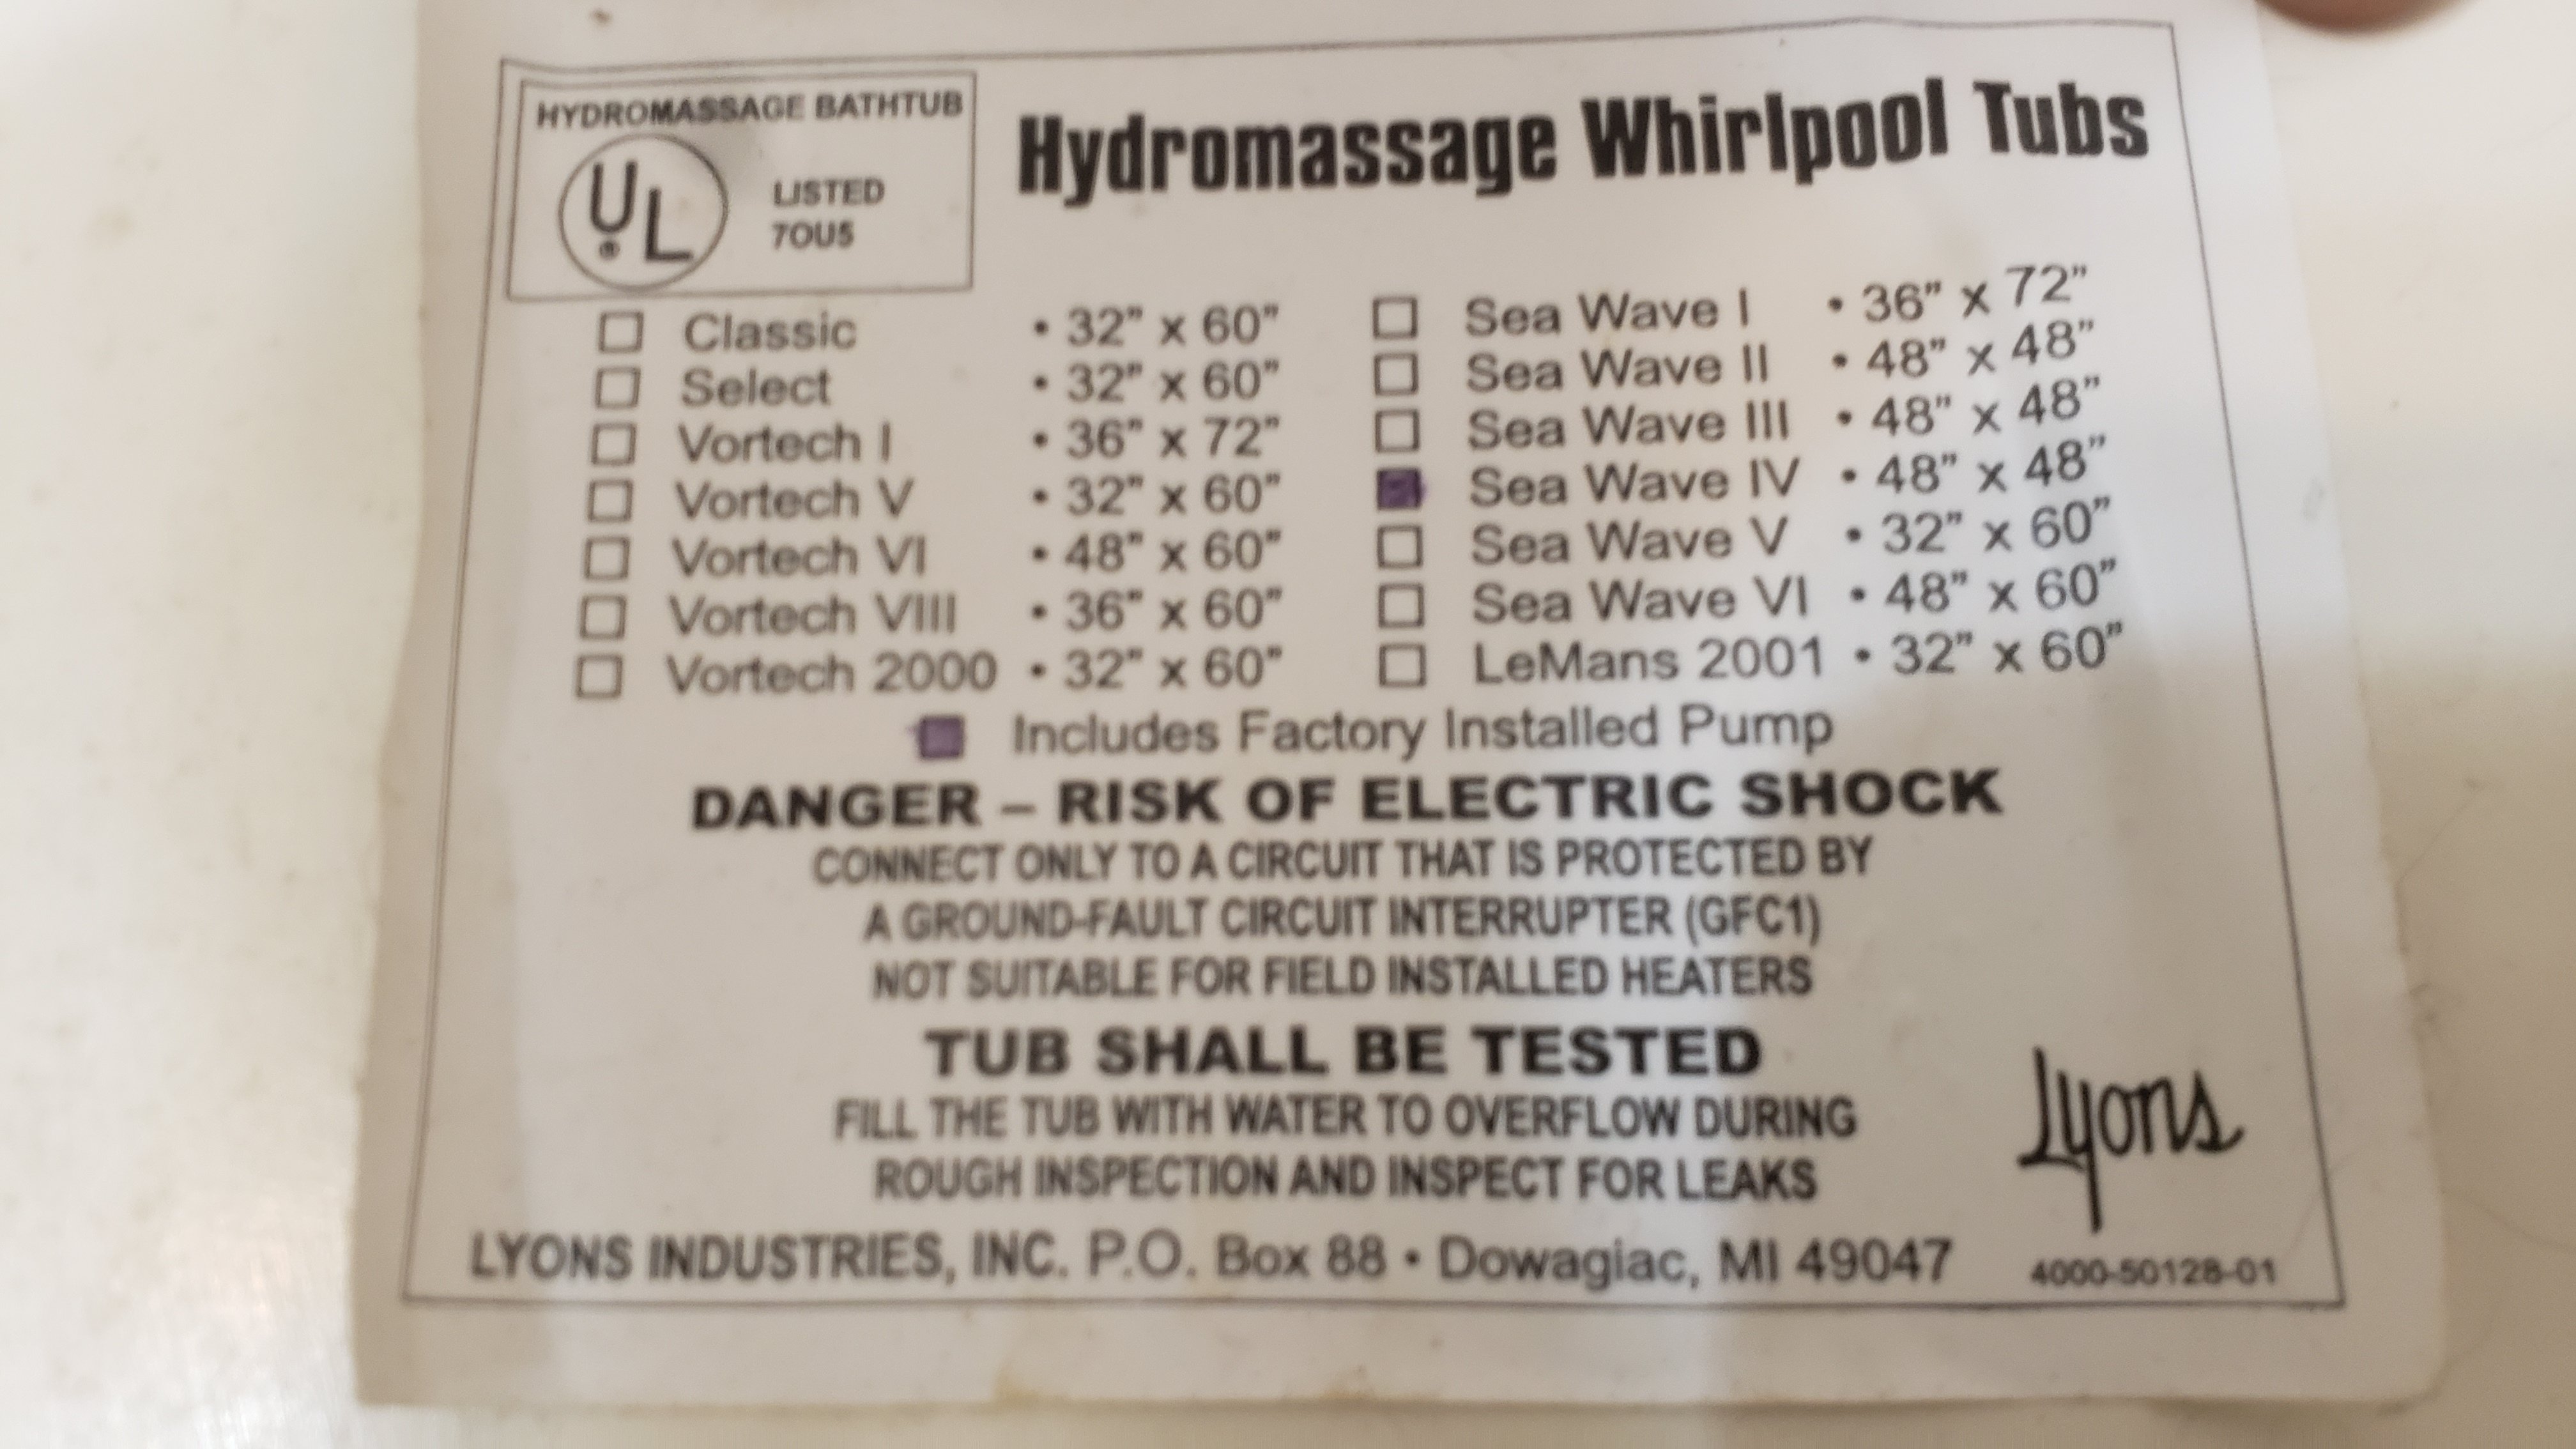 HYDROMASSAGE BATHTUB
UL ®
LISTED
7OU5
Hydromassage Whirlpool Tubs
☐ Classic • 32" x 60"
☐ Select • 32" x 60"
☐ Vortech I • 36" x 72"
☐ Vortech V • 32" x 60"
☐ Vortech VI • 48" x 60"
☐ Vortech VIII • 36" x 60"
☐ Vortech 2000 • 32" x 60"
☐ Sea Wave I • 36" x 72"
☐ Sea Wave II • 48" x 48"
☐ Sea Wave III • 48" x 48"
■ Sea Wave IV • 48" x 48"
☐ Sea Wave V • 32" x 60"
☐ Sea Wave VI • 48" x 60"
☐ LeMans 2001 • 32" x 60"
■ Includes Factory Installed Pump
DANGER – RISK OF ELECTRIC SHOCK
CONNECT ONLY TO A CIRCUIT THAT IS PROTECTED BY
A GROUND-FAULT CIRCUIT INTERRUPTER (GFC1)
NOT SUITABLE FOR FIELD INSTALLED HEATERS
TUB SHALL BE TESTED
FILL THE TUB WITH WATER TO OVERFLOW DURING
ROUGH INSPECTION AND INSPECT FOR LEAKS
Lyons
LYONS INDUSTRIES, INC. P.O. Box 88 • Dowagiac, MI 49047
4000-50128-01